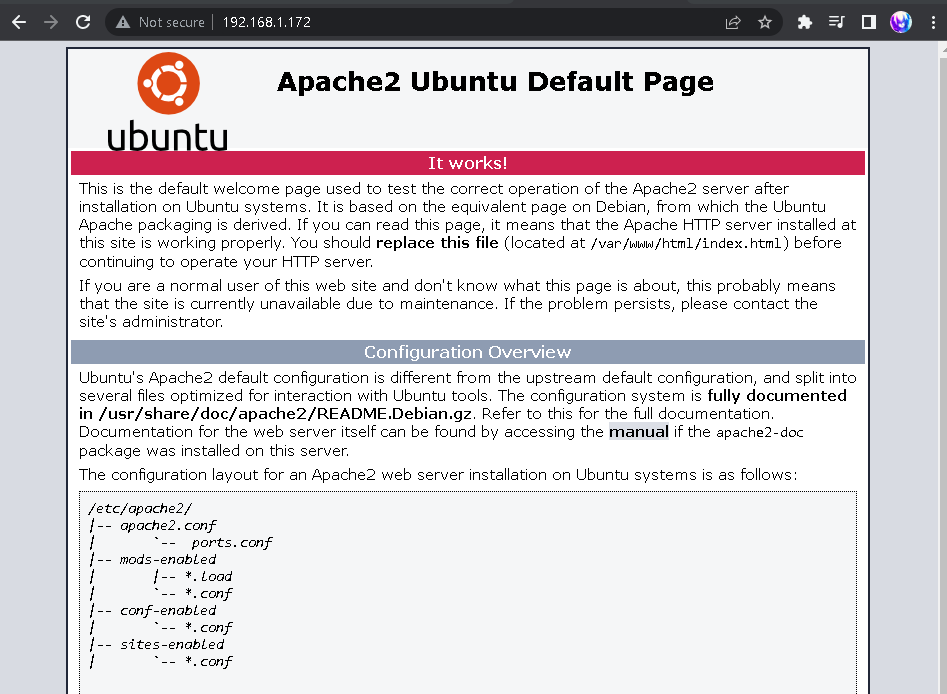 Not secure | 192.168.1.172
ubuntu
Apache2 Ubuntu Default Page
It works!
This is the default welcome page used to test the correct operation of the Apache2 server after
installation on Ubuntu systems. It is based on the equivalent page on Debian, from which the Ubuntu
Apache packaging is derived. If you can read this page, it means that the Apache HTTP server installed at
this site is working properly. You should replace this file (located at /var/www/html/index.html) before
continuing to operate your HTTP server.
If you are a normal user of this web site and don't know what this page is about, this probably means
that the site is currently unavailable due to maintenance. If the problem persists, please contact the
site's administrator.
Configuration Overview
Ubuntu's Apache2 default configuration is different from the upstream default configuration, and split into
several files optimized for interaction with Ubuntu tools. The configuration system is fully documented
in /usr/share/doc/apache2/README.Debian.gz. Refer to this for the full documentation.
Documentation for the web server itself can be found by accessing the manual if the apache2-doc
package was installed on this server.
The configuration layout for an Apache2 web server installation on Ubuntu systems is as follows:
/etc/apache2/
|-- apache2.conf
|       `--  ports.conf
|-- mods-enabled
|       |-- *.load
|       `-- *.conf
|-- conf-enabled
|       `-- *.conf
|-- sites-enabled
|       `-- *.conf